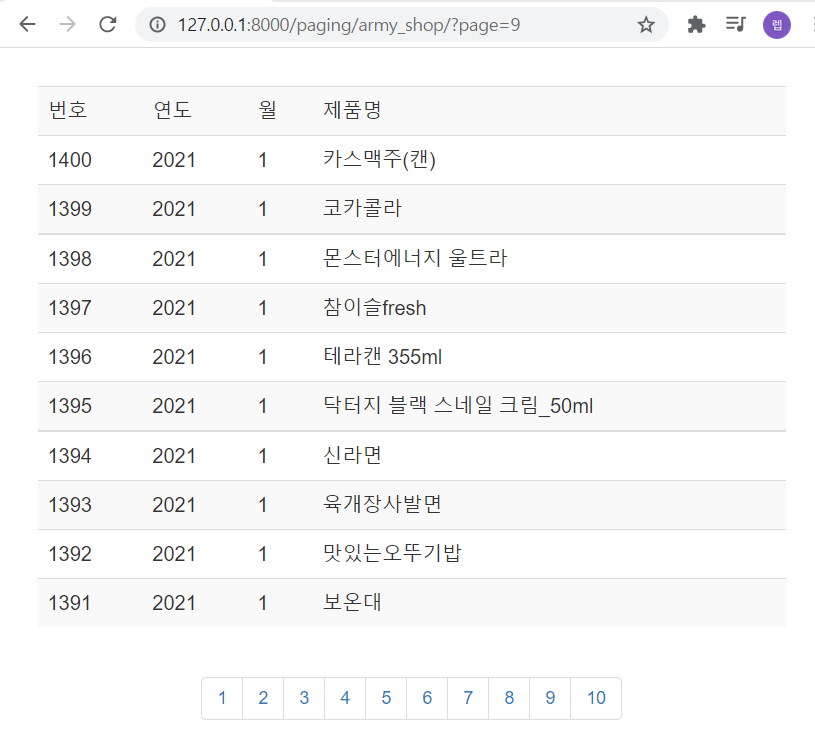 127.0.0.1:8000/paging/army_shop/?page=9
렙
번호 연도 월 제품명
1400 2021 1 카스맥주(캔)
1399 2021 1 코카콜라
1398 2021 1 몬스터에너지 울트라
1397 2021 1 참이슬fresh
1396 2021 1 테라캔 355ml
1395 2021 1 닥터지 블랙 스네일 크림_50ml
1394 2021 1 신라면
1393 2021 1 육개장사발면
1392 2021 1 맛있는오뚜기밥
1391 2021 1 보온대
1 2 3 4 5 6 7 8 9 10